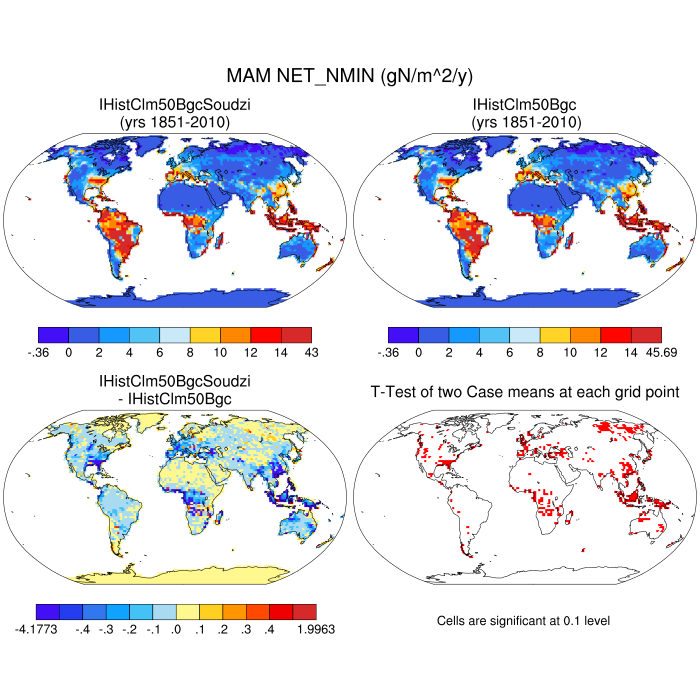 MAM NET_NMIN (gN/m^2/y)
IHistClm50BgcSoudzi
(yrs 1851-2010)
IHistClm50Bgc
(yrs 1851-2010)
-.36 0 2 4 6 8 10 12 14 43
-.36 0 2 4 6 8 10 12 14 45.69
IHistClm50BgcSoudzi
- IHistClm50Bgc
T-Test of two Case means at each grid point
-4.1773 -.4 -.3 -.2 -.1 .0 .1 .2 .3 .4 1.9963
Cells are significant at 0.1 level